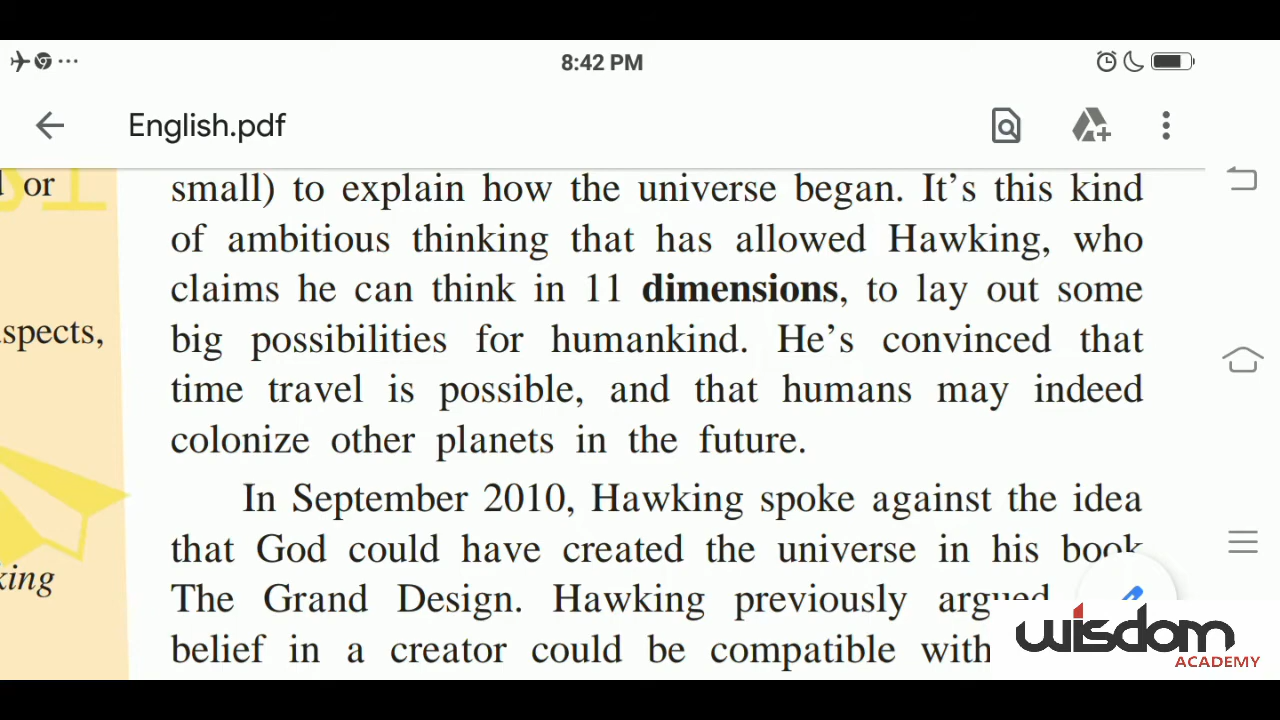 8:42 PM
English.pdf
or
spects,
king
small) to explain how the universe began. It's this kind
of ambitious thinking that has allowed Hawking, who
claims he can think in 11 dimensions, to lay out some
big possibilities for humankind. He's convinced that
time travel is possible, and that humans may indeed
colonize other planets in the future.
In September 2010, Hawking spoke against the idea
that God could have created the universe in his book
The Grand Design. Hawking previously argued
belief in a creator could be compatible with
wisdom
ACADEMY